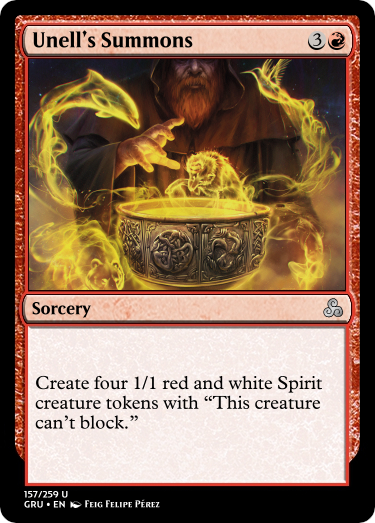 Unell's Summons 3
Sorcery
Create four 1/1 red and white Spirit
creature tokens with “This creature
can't block.”
157/259 U
GRU • EN Feig Felipe Pérez